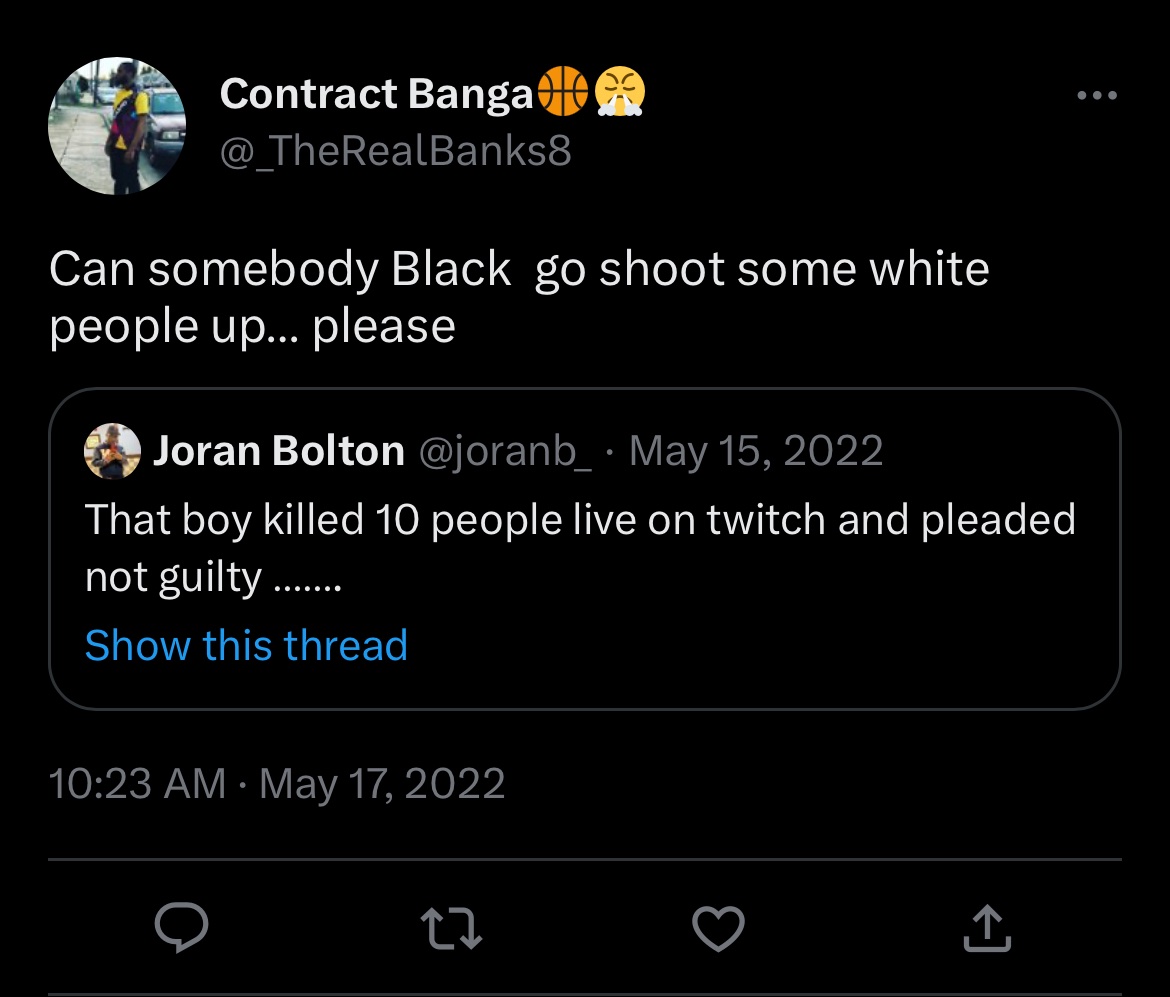 Contract Banga🏀😤
@_TheRealBanks8
Can somebody Black  go shoot some white
people up... please
Joran Bolton @joranb_ · May 15, 2022
That boy killed 10 people live on twitch and pleaded
not guilty .......
Show this thread
10:23 AM · May 17, 2022